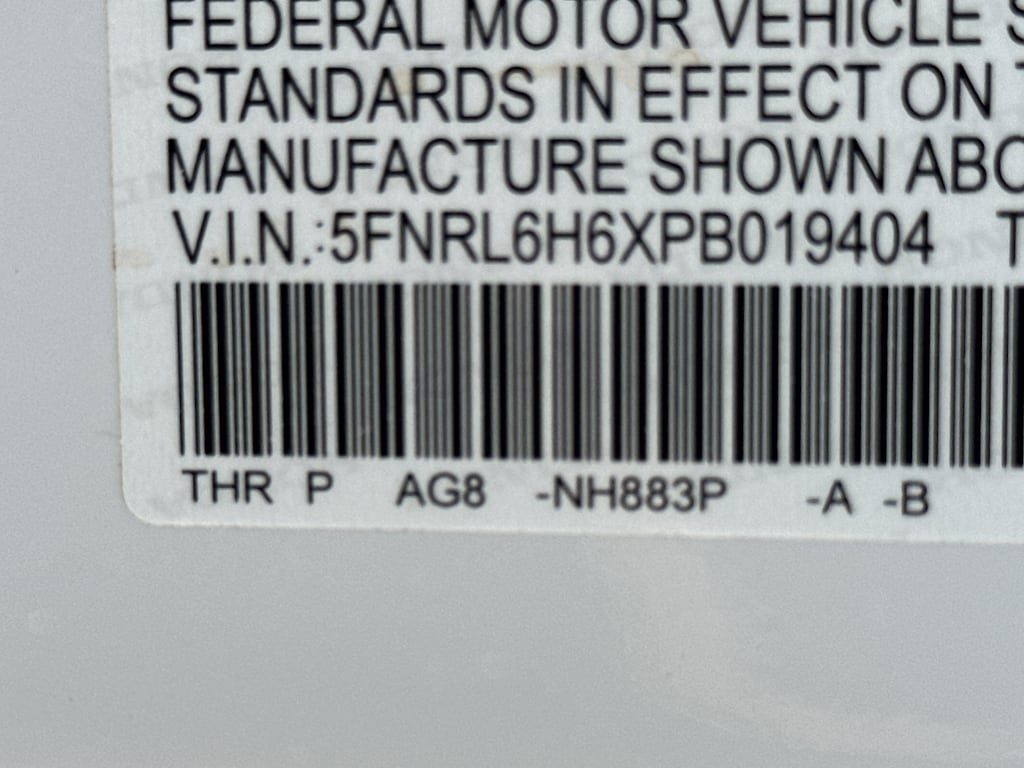 FEDERAL MOTOR VEHICLE S
STANDARDS IN EFFECT ON T
MANUFACTURE SHOWN ABO
V.I.N.:5FNRL6H6XPB019404 T
THR P AG8 -NH883P -A -B